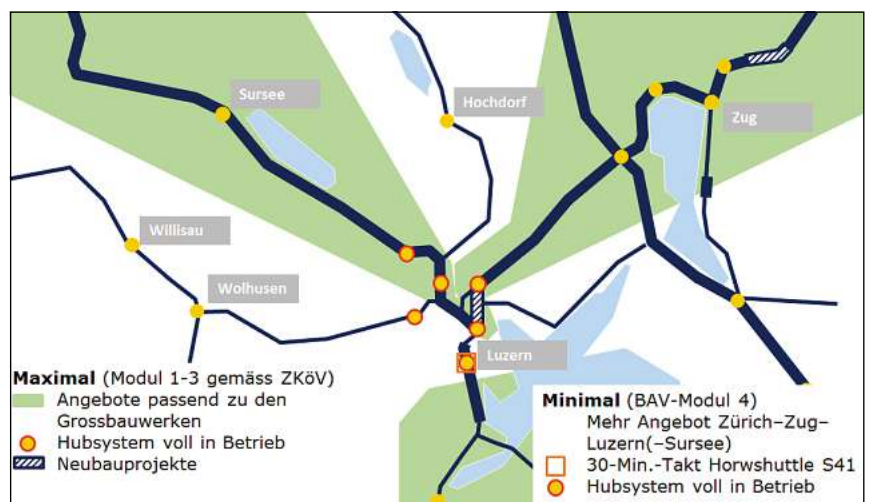 Sursee
Hochdorf
Zug
Willisau
Wolhusen
Luzern
Maximal (Modul 1-3 gemäss ZKöV)
Angebote passend zu den
Grossbauwerken
Hubsystem voll in Betrieb
Neubauprojekte
Minimal (BAV-Modul 4)
Mehr Angebot Zürich–Zug–
Luzern(–Sursee)
30-Min.-Takt Horwshuttle S41
Hubsystem voll in Betrieb